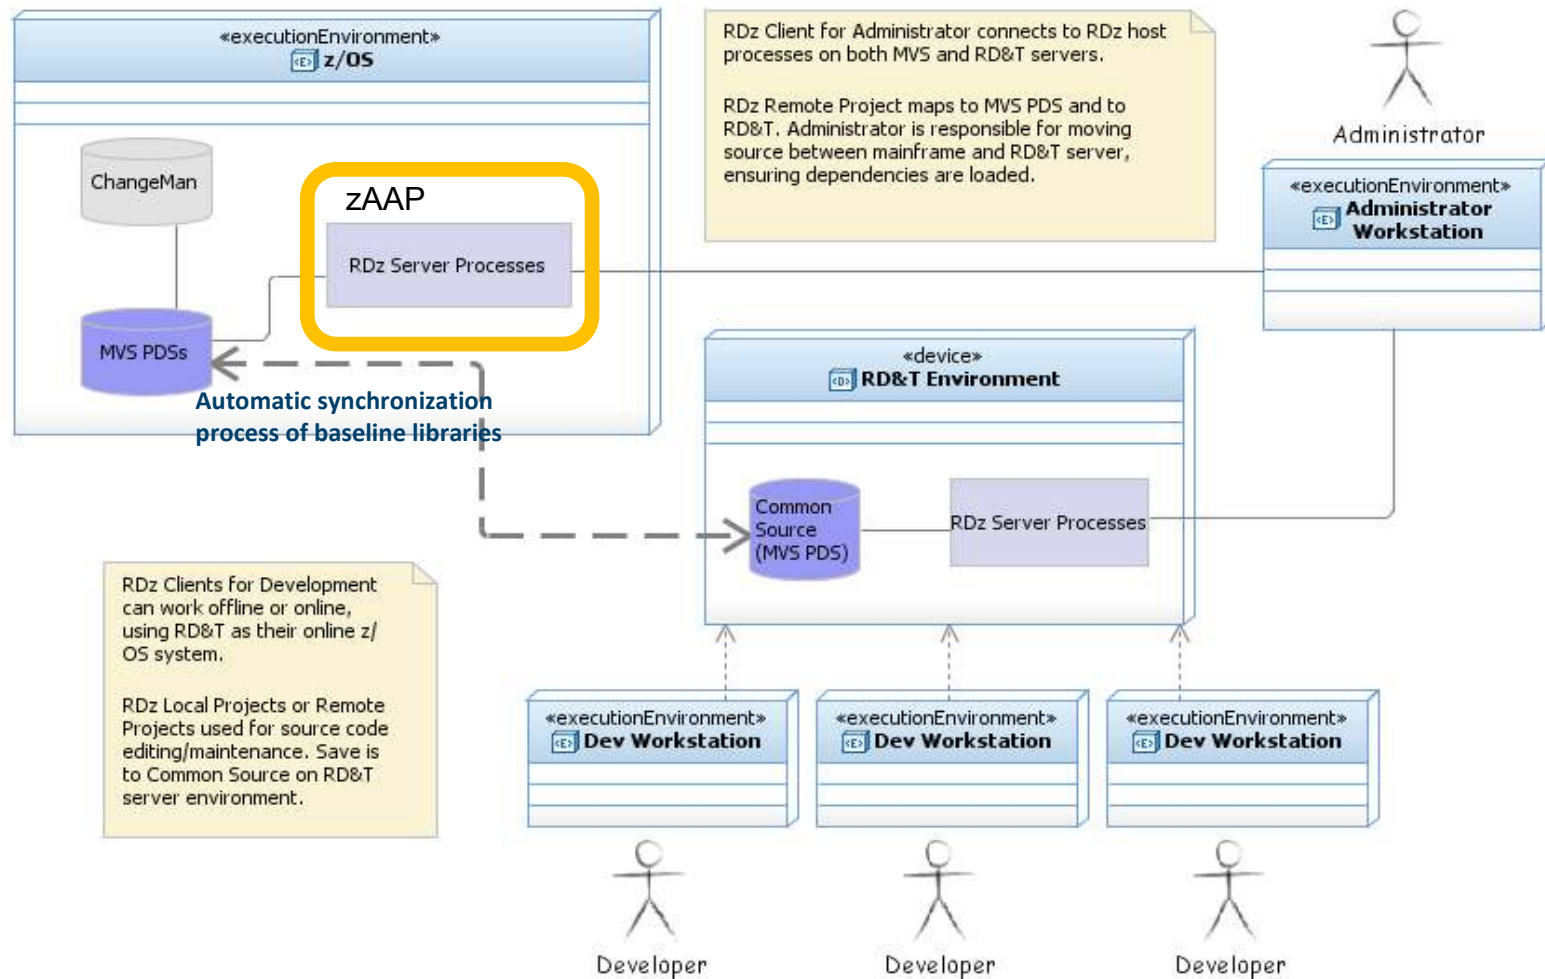 «executionEnvironment»
z/OS
ChangeMan
zAAP
RDz Server Processes
MVS PDSs
Automatic synchronization
process of baseline libraries
RDz Client for Administrator connects to RDz host
processes on both MVS and RD&T servers.
RDz Remote Project maps to MVS PDS and to
RD&T. Administrator is responsible for moving
source between mainframe and RD&T server,
ensuring dependencies are loaded.
Administrator
«executionEnvironment»
<E> Administrator
Workstation
«device»
<D> RD&T Environment
Common
Source
(MVS PDS)
RDz Server Processes
RDz Clients for Development
can work offline or online,
using RD&T as their online z/
OS system.
RDz Local Projects or Remote
Projects used for source code
editing/maintenance. Save is
to Common Source on RD&T
server environment.
«executionEnvironment»
<E> Dev Workstation
«executionEnvironment»
<E> Dev Workstation
«executionEnvironment»
<E> Dev Workstation
Developer
Developer
Developer